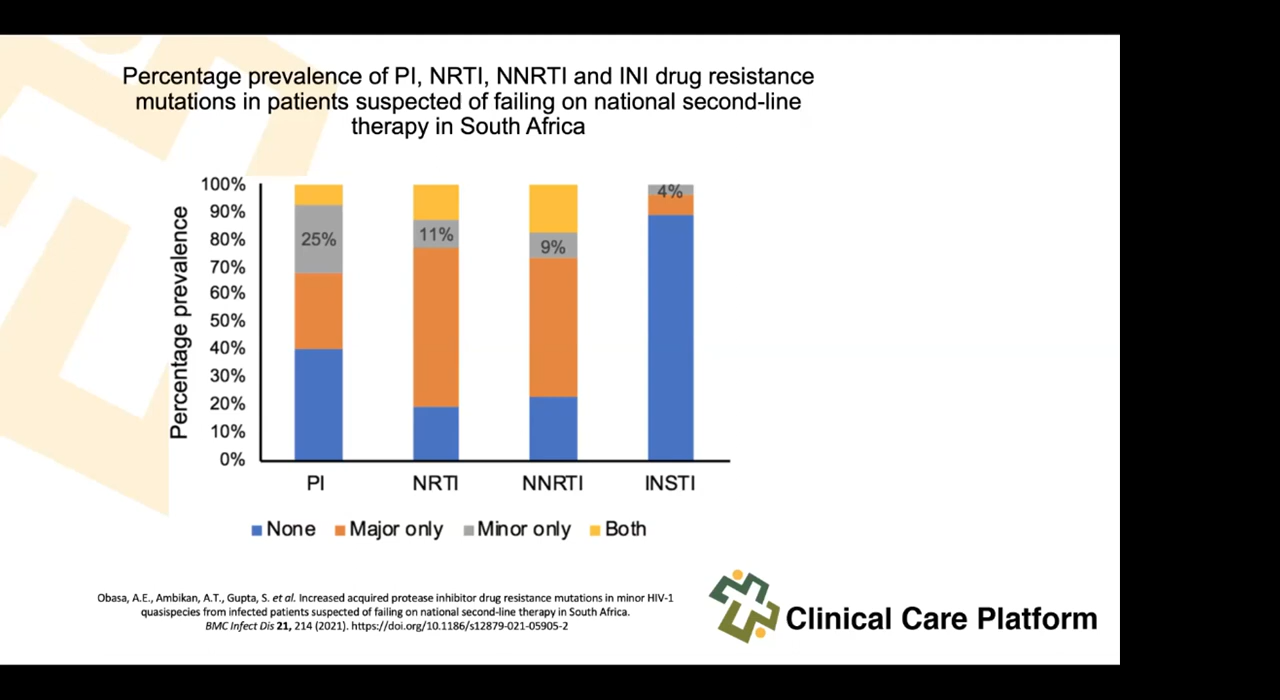 Percentage prevalence of PI, NRTI, NNRTI and INI drug resistance
mutations in patients suspected of failing on national second-line
therapy in South Africa
Percentage prevalence
100%
90%
80%
70%
60%
50%
40%
30%
20%
10%
0%
25%
11%
9%
4%
PI NRTI NNRTI INSTI
None Major only Minor only Both
Obasa, A.E., Ambikan, A.T., Gupta, S. et al. Increased acquired protease inhibitor drug resistance mutations in minor HIV-1
quasispecies from infected patients suspected of failing on national second-line therapy in South Africa.
BMC Infect Dis 21, 214 (2021). https://doi.org/10.1186/s12879-021-05905-2
Clinical Care Platform